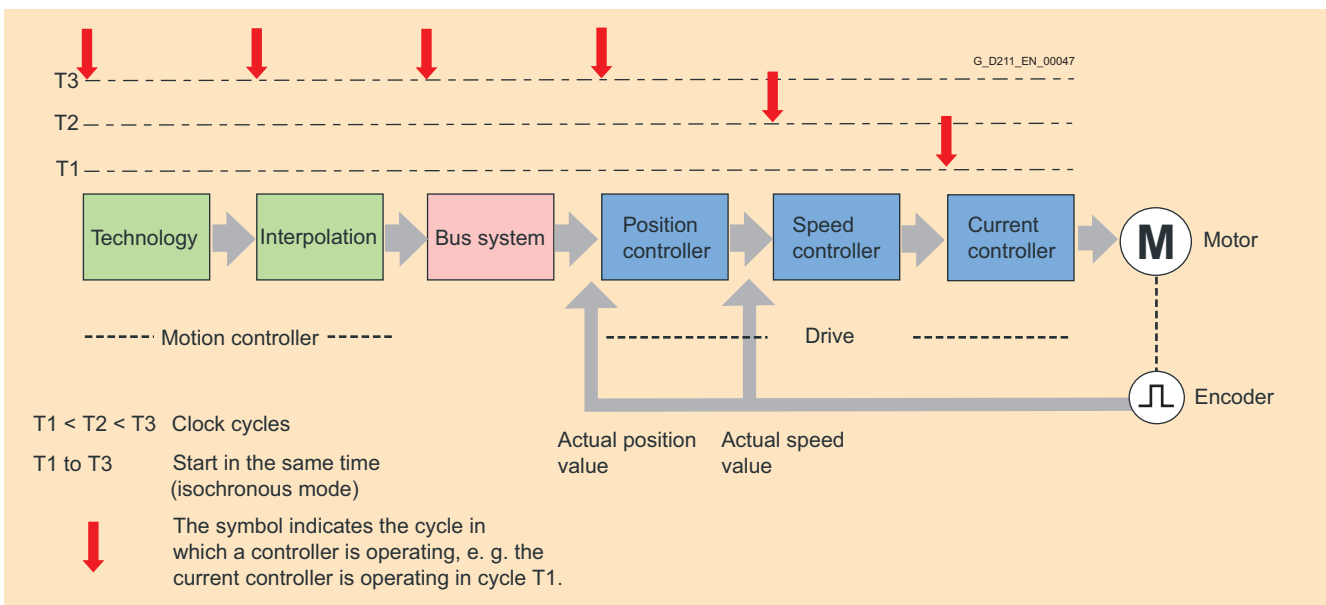 G_D211_EN_00047
T3
T2
T1
Technology
Interpolation
Bus system
Position
controller
Speed
controller
Current
controller
M
Motor
Motion controller
Drive
Encoder
Actual position
value
Actual speed
value
T1 < T2 < T3 Clock cycles
T1 to T3 Start in the same time
(isochronous mode)
The symbol indicates the cycle in
which a controller is operating, e. g. the
current controller is operating in cycle T1.